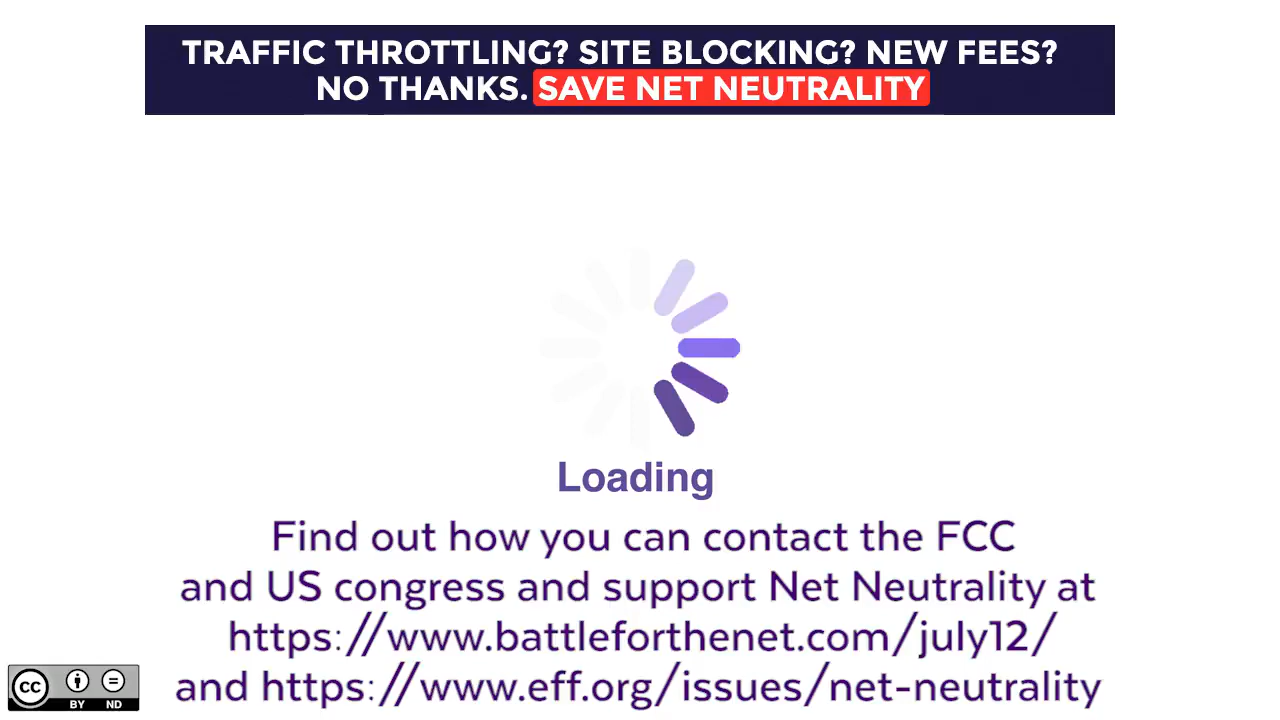 TRAFFIC THROTTLING? SITE BLOCKING? NEW FEES?
NO THANKS. SAVE NET NEUTRALITY
Loading
Find out how you can contact the FCC
and US congress and support Net Neutrality at
https://www.battleforthenet.com/july12/
and https://www.eff.org/issues/net-neutrality
cc
BY ND